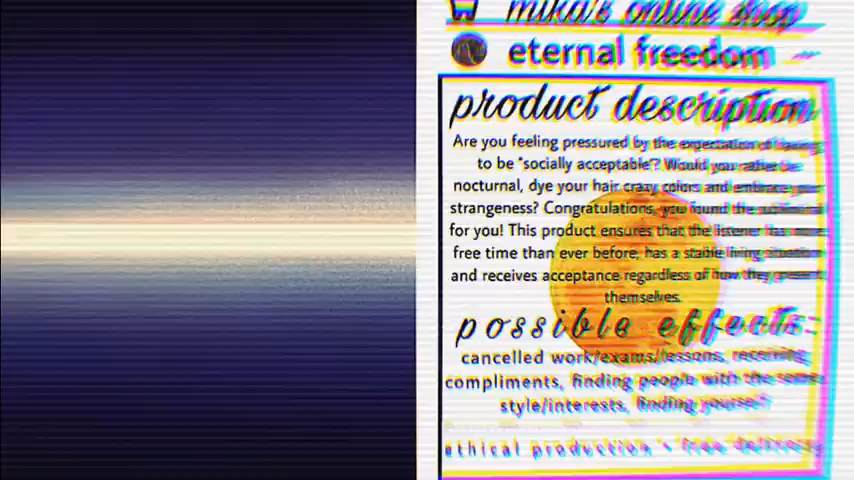 mika's online shop
eternal freedom
product description
Are you feeling pressured by the expectation of having
to be "socially acceptable"? Would you rather be
nocturnal, dye your hair crazy colors and embrace your
strangeness? Congratulations, you found the subliminal
for you! This product ensures that the listener has more
free time than ever before, has a stable living situation
and receives acceptance regardless of how they present
themselves.
possible effects:
cancelled work/exams/lessons, receiving
compliments, finding people with the same
style/interests, finding yourself
ethical production free delivery